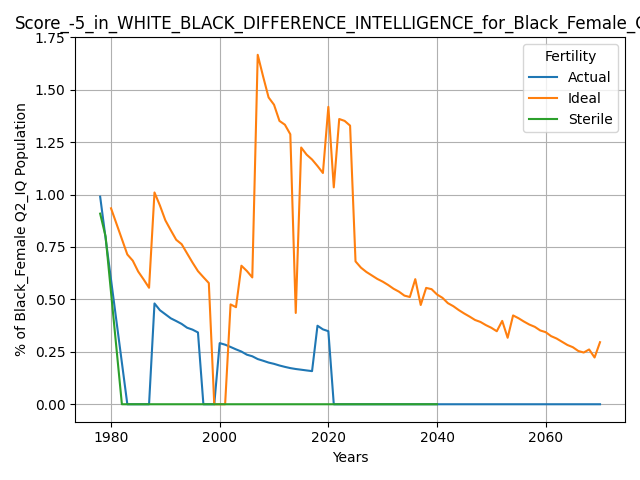 Score_-5_in_WHITE_BLACK_DIFFERENCE_INTELLIGENCE_for_Black_Female_
% of Black_Female Q2_IQ Population
1.75
1.50
1.25
1.00
0.75
0.50
0.25
0.00
Fertility
Actual
Ideal
Sterile
1980
2000
2020
2040
2060
Years